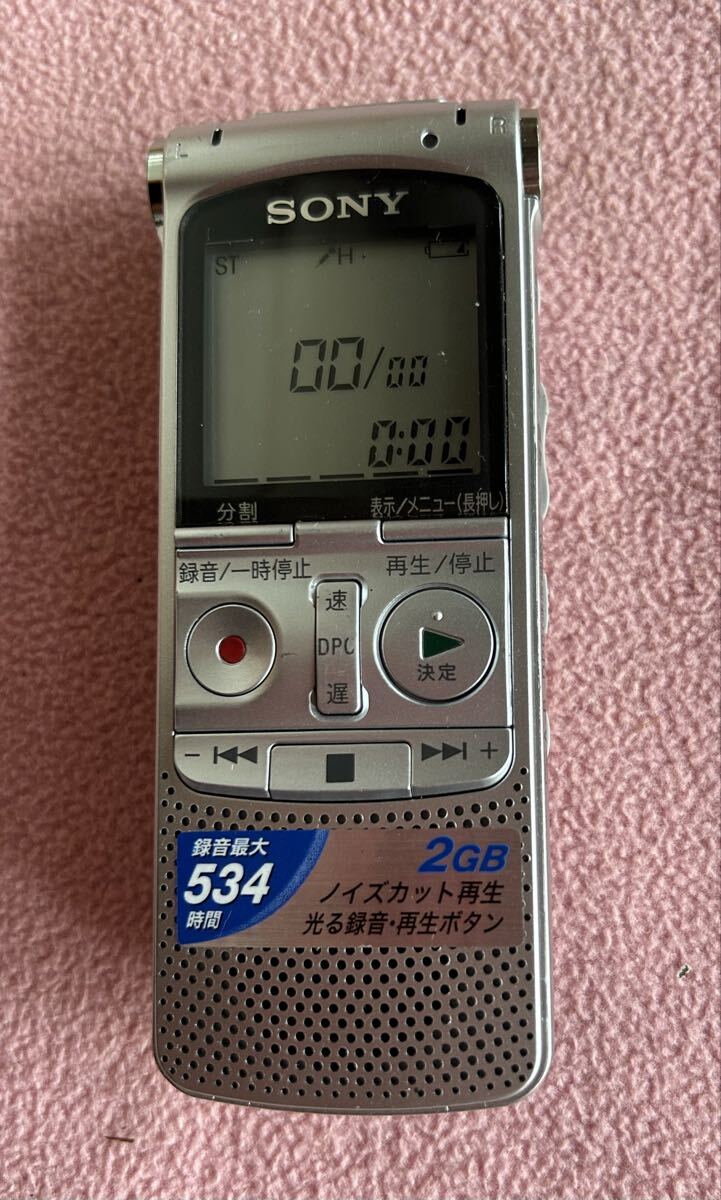 L R
SONY
ST H
00/00
0:00
分割 表示/メニュー(長押し)
録音/一時停止 再生/停止
速
DPC
遅
決定
− +
録音最大
534
時間
2GB
ノイズカット再生
光る録音・再生ボタン